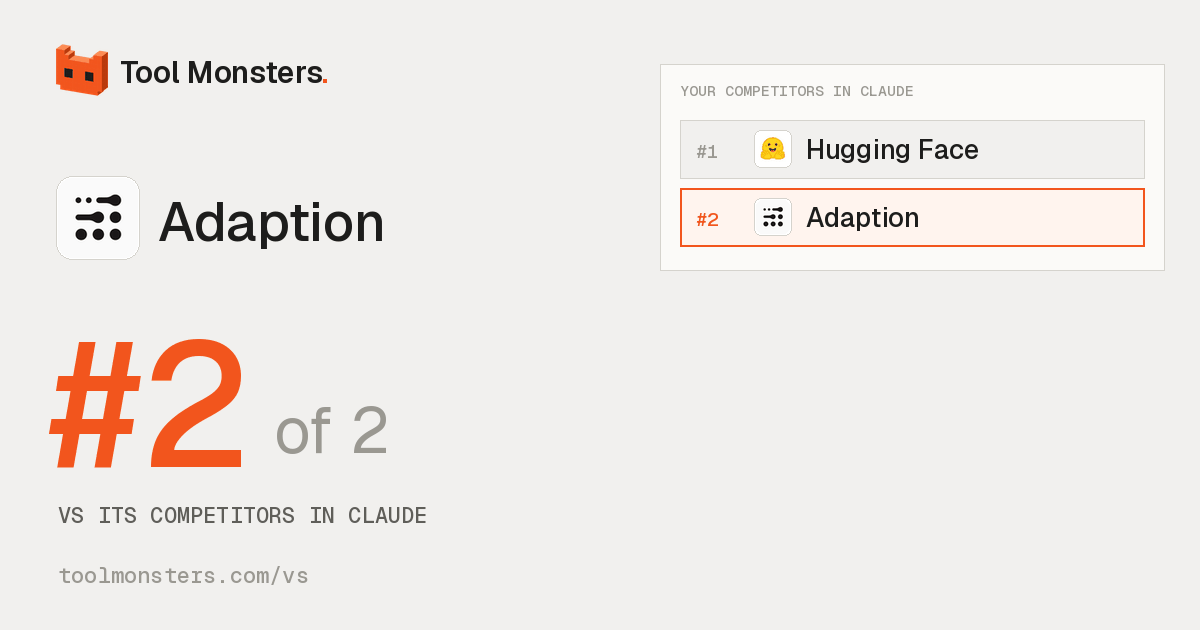 Tool Monsters.
Adaption
#2 of 2
VS ITS COMPETITORS IN CLAUDE
toolmonsters.com/vs
YOUR COMPETITORS IN CLAUDE
#1 Hugging Face
#2 Adaption